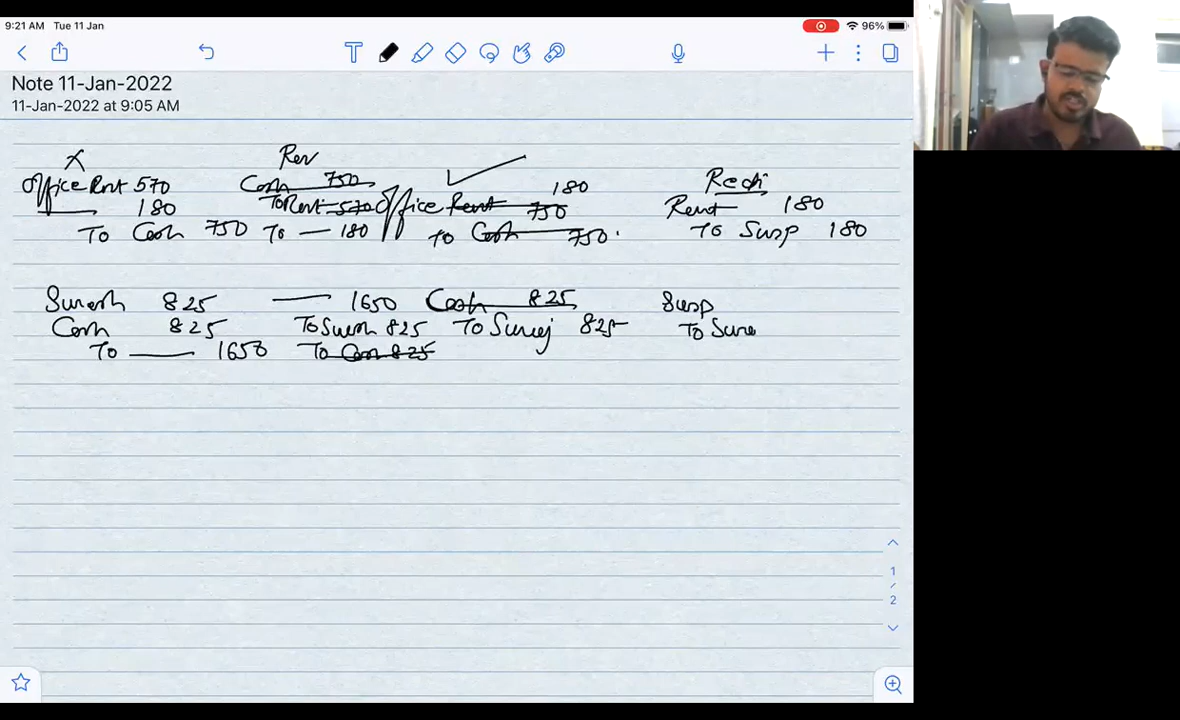 9:21 AM Tue 11 Jan
96%
T
Note 11-Jan-2022
11-Jan-2022 at 9:05 AM
X Rev Recti
Office Rent 570 Cash 750 180 Rent 180
180 To Rent 570 Office Rent 750 To Susp 180
To Cash 750 To 180 To Cash 750
Suresh 825 1650 Cash 825 Susp
Cash 825 To Suresh 825 To Suraj 825 To Sure
To 1650 To Cash 825
1
2